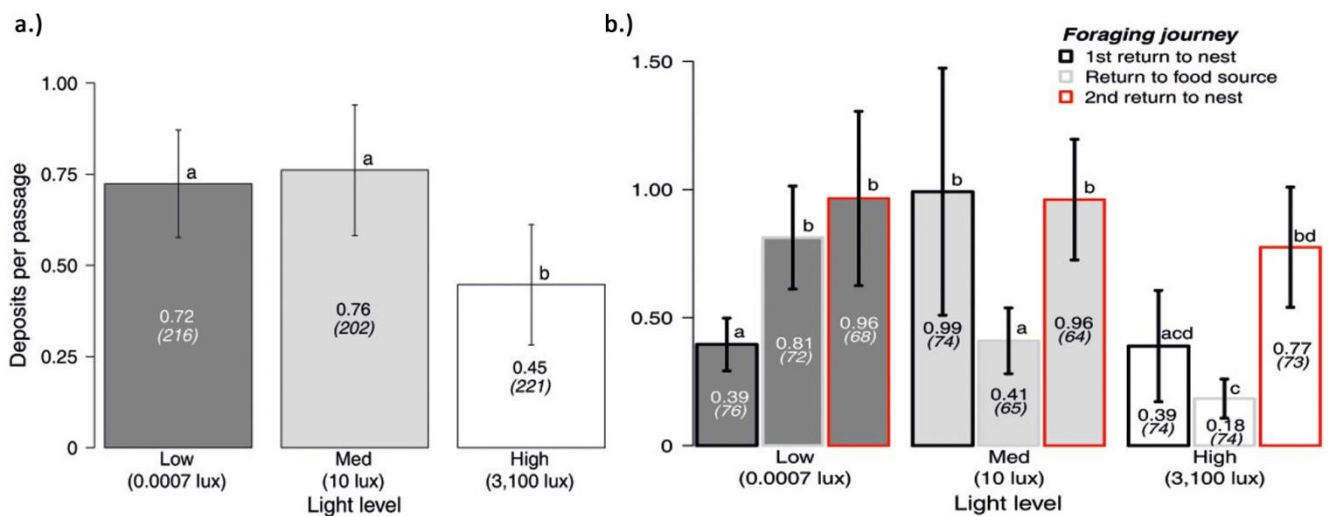 a.)
Deposits per passage
1.00
0.75
0.50
0.25
0
a
a
b
0.72
(216)
0.76
(202)
0.45
(221)
Low
(0.0007 lux)
Med
(10 lux)
High
(3,100 lux)
Light level
b.)
Foraging journey
1st return to nest
Return to food source
2nd return to nest
1.50
1.00
0.50
0
a
b
b
b
a
b
acd
c
bd
0.39
(76)
0.81
(72)
0.96
(68)
0.99
(74)
0.41
(65)
0.96
(64)
0.39
(74)
0.18
(74)
0.77
(73)
Low
(0.0007 lux)
Med
(10 lux)
High
(3,100 lux)
Light level